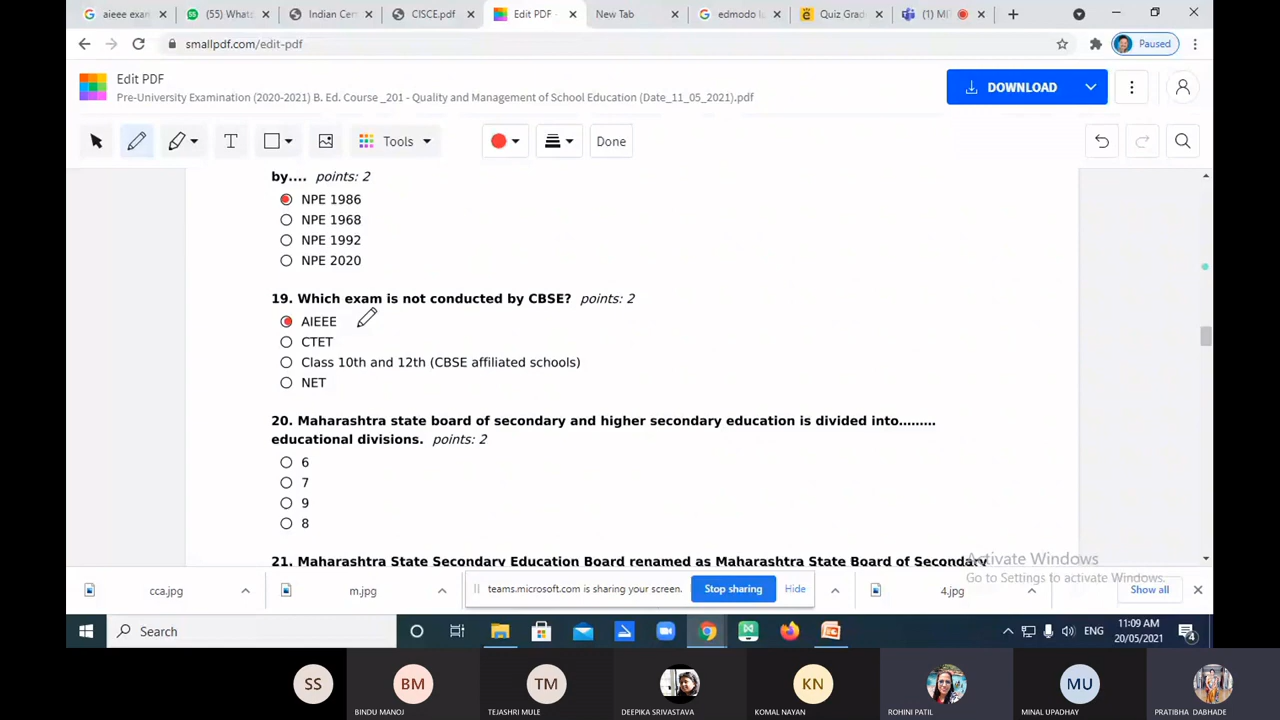 aieee exam
(55) Whats
Indian Cer
CISCE.pdf
Edit PDF
New Tab
edmodo lo
Quiz Grad
(1) MI
smallpdf.com/edit-pdf
Paused
Edit PDF
Pre-University Examination (2020-2021) B. Ed. Course _201 - Quality and Management of School Education (Date_11_05_2021).pdf
DOWNLOAD
T
Tools
Done
by.... points: 2
NPE 1986
NPE 1968
NPE 1992
NPE 2020
19. Which exam is not conducted by CBSE? points: 2
AIEEE
CTET
Class 10th and 12th (CBSE affiliated schools)
NET
20. Maharashtra state board of secondary and higher secondary education is divided into.........
educational divisions. points: 2
6
7
9
8
21. Maharashtra State Secondary Education Board renamed as Maharashtra State Board of Secondary
Activate Windows
Go to Settings to activate Windows.
cca.jpg
m.jpg
teams.microsoft.com is sharing your screen.
Stop sharing
Hide
4.jpg
Show all
Search
ENG
11:09 AM
20/05/2021
4
SS
BM
TM
KN
MU
BINDU MANOJ
TEJASHRI MULE
DEEPIKA SRIVASTAVA
KOMAL NAYAN
ROHINI PATIL
MINAL UPADHAY
PRATIBHA DABHADE